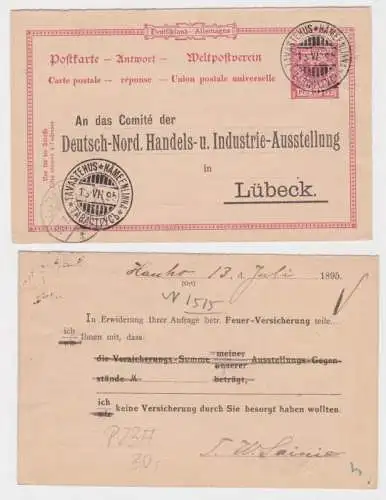 Deutschland - Allemagne
Postkarte - Antwort - Weltpostverein
Carte postale - réponse - Union postale universelle
An das Comité der
Deutsch-Nord. Handels- u. Industrie-Ausstellung
in
Lübeck.
TAVASTEHUS * HÄMEENLINNA
13. VII. 95
ТАВАСТГУСЪ
Hauho 13. Juli 1895.
(Ort)
N 1515
In Erwiderung Ihrer Anfrage betr. Feuer-Versicherung teile
ich
Ihnen mit, dass:
die Versicherungs-Summe meiner Ausstellungs-Gegen-
unserer
stände M beträgt,
ich
keine Versicherung durch Sie besorgt haben wollten.
30,-